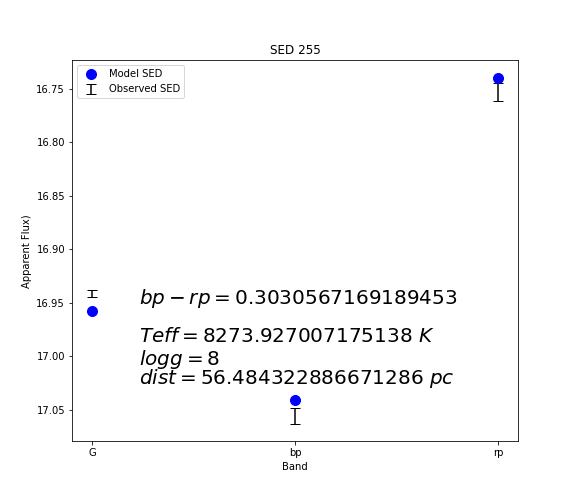 SED 255
Model SED
Observed SED
16.75
16.80
16.85
16.90
16.95
17.00
17.05
Apparent Flux)
bp − rp = 0.3030567169189453
Teff = 8273.927007175138 K
logg = 8
dist = 56.484322886671286 pc
G
bp
rp
Band